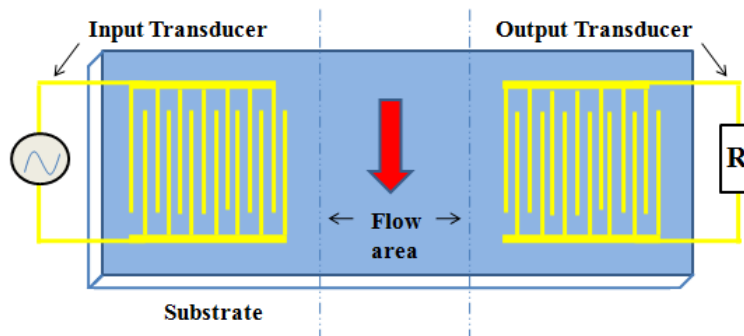 Input Transducer
Output Transducer
R
Flow
area
Substrate